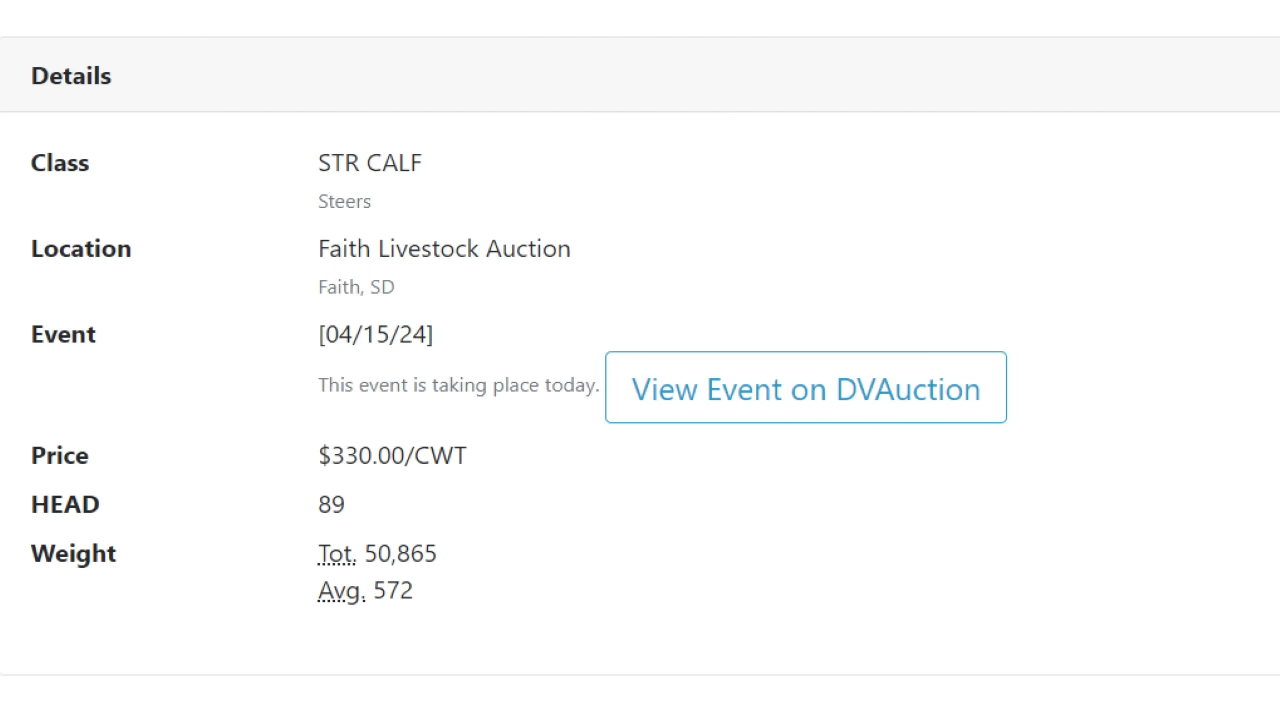 Details
Class STR CALF
Steers
Location Faith Livestock Auction
Faith, SD
Event [04/15/24]
This event is taking place today. View Event on DVAuction
Price $330.00/CWT
HEAD 89
Weight Tot. 50,865
Avg. 572